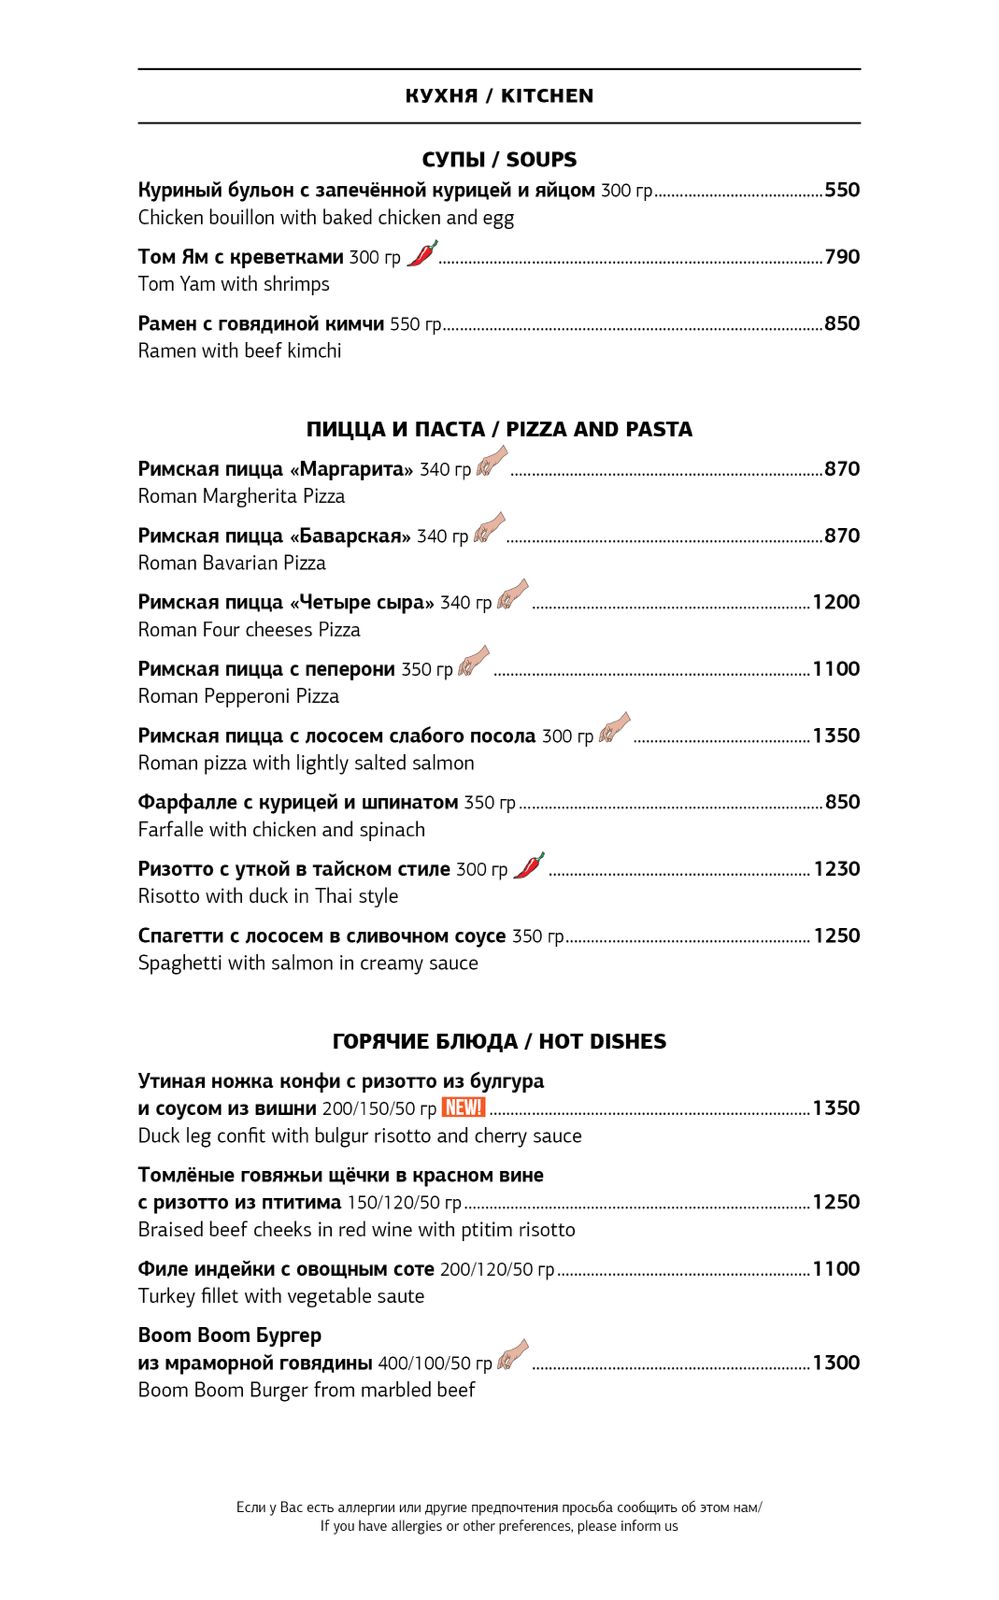 КУХНЯ / KITCHEN
СУПЫ / SOUPS
Куриный бульон с запечённой курицей и яйцом 300 гр..........550
Chicken bouillon with baked chicken and egg
Том Ям с креветками 300 гр ..........790
Tom Yam with shrimps
Рамен с говядиной кимчи 550 гр..........850
Ramen with beef kimchi
ПИЦЦА И ПАСТА / PIZZA AND PASTA
Римская пицца «Маргарита» 340 гр ..........870
Roman Margherita Pizza
Римская пицца «Баварская» 340 гр ..........870
Roman Bavarian Pizza
Римская пицца «Четыре сыра» 340 гр ..........1200
Roman Four cheeses Pizza
Римская пицца с пеперони 350 гр ..........1100
Roman Pepperoni Pizza
Римская пицца с лососем слабого посола 300 гр ..........1350
Roman pizza with lightly salted salmon
Фарфалле с курицей и шпинатом 350 гр..........850
Farfalle with chicken and spinach
Ризотто с уткой в тайском стиле 300 гр ..........1230
Risotto with duck in Thai style
Спагетти с лососем в сливочном соусе 350 гр..........1250
Spaghetti with salmon in creamy sauce
ГОРЯЧИЕ БЛЮДА / HOT DISHES
Утиная ножка конфи с ризотто из булгура
и соусом из вишни 200/150/50 гр NEW! ..........1350
Duck leg confit with bulgur risotto and cherry sauce
Томлёные говяжьи щёчки в красном вине
с ризотто из птитима 150/120/50 гр..........1250
Braised beef cheeks in red wine with ptitim risotto
Филе индейки с овощным соте 200/120/50 гр..........1100
Turkey fillet with vegetable saute
Boom Boom Бургер
из мраморной говядины 400/100/50 гр ..........1300
Boom Boom Burger from marbled beef
Если у Вас есть аллергии или другие предпочтения просьба сообщить об этом нам/
If you have allergies or other preferences, please inform us